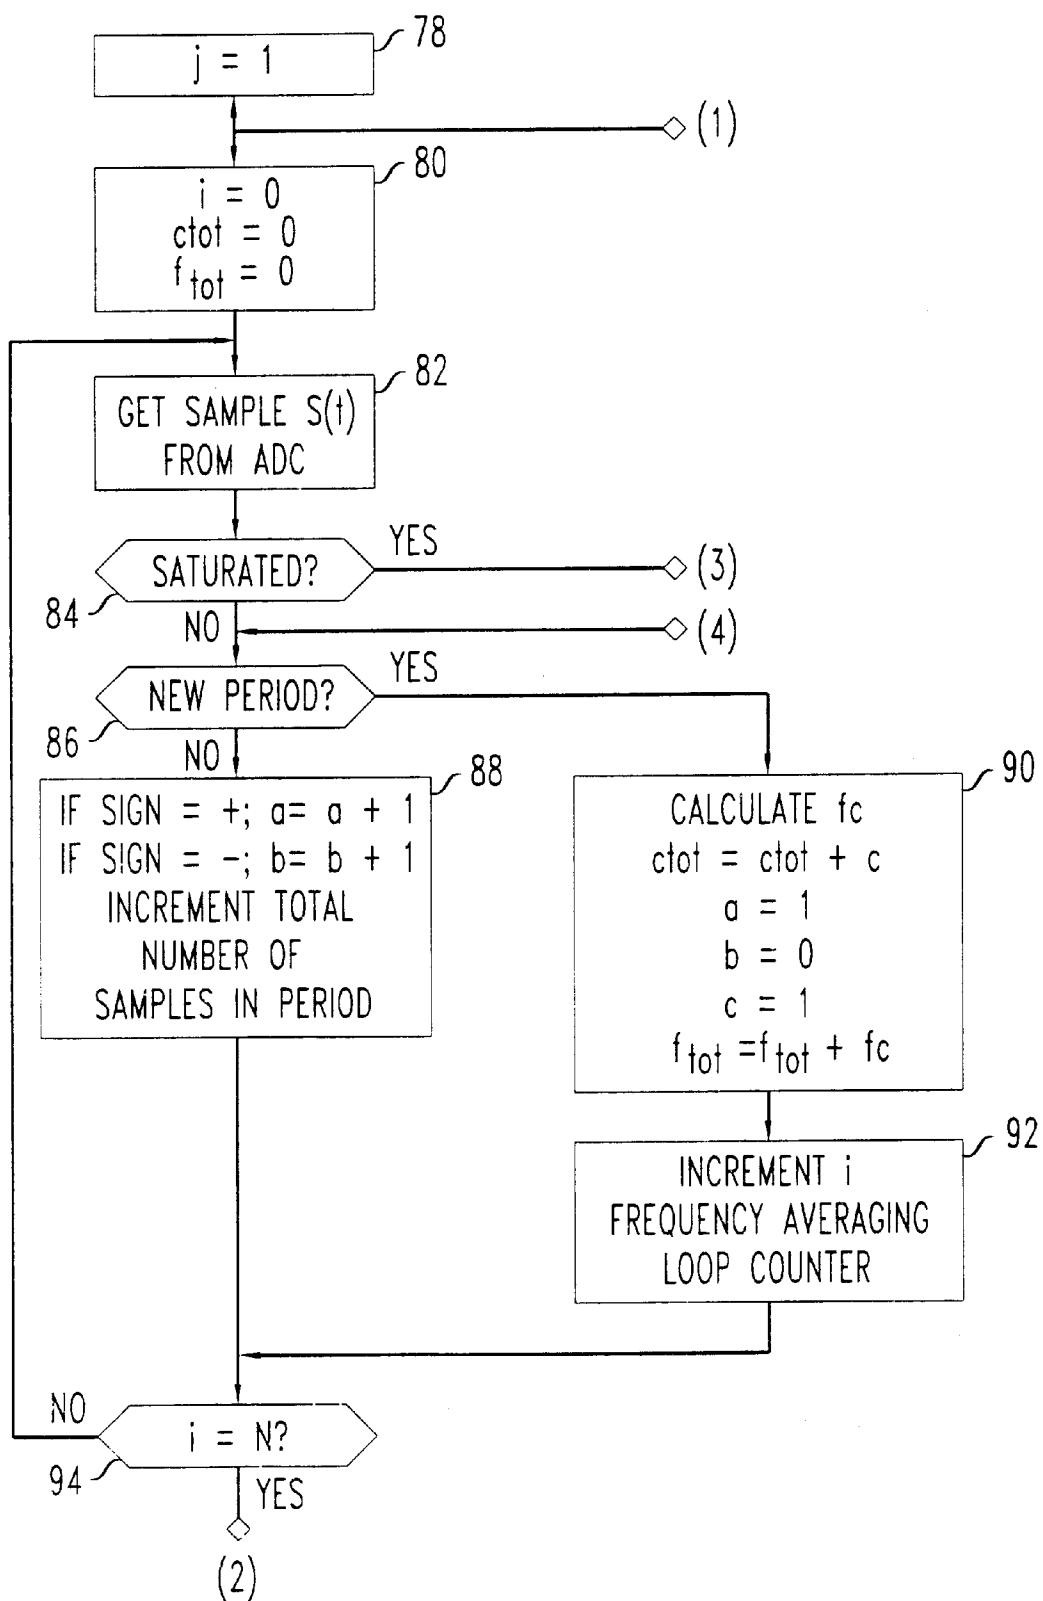 78
j = 1
(1)
80
i = 0
ctot = 0
f tot = 0
82
GET SAMPLE S(t)
FROM ADC
YES
SATURATED?
(3)
84
NO
(4)
YES
NEW PERIOD?
86
NO
88
IF SIGN = +; a= a + 1
IF SIGN = -; b= b + 1
INCREMENT TOTAL
NUMBER OF
SAMPLES IN PERIOD
90
CALCULATE fc
ctot = ctot + c
a = 1
b = 0
c = 1
f tot =f tot + fc
92
INCREMENT i
FREQUENCY AVERAGING
LOOP COUNTER
NO
i = N?
94
YES
(2)